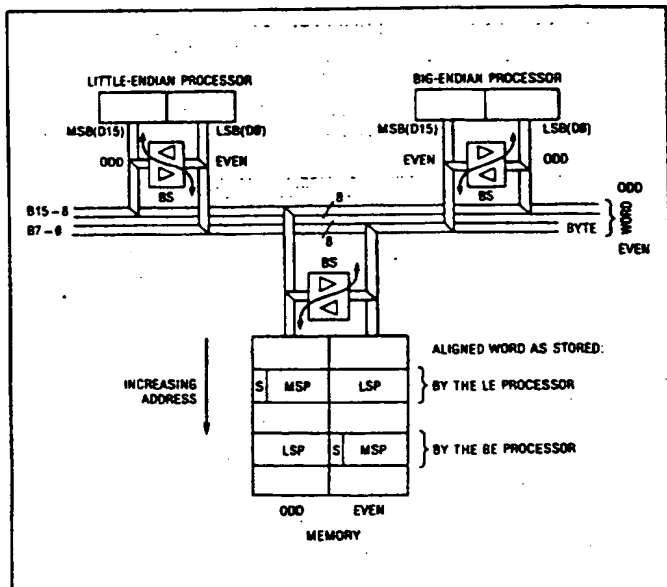 LITTLE-ENDIAN PROCESSOR
BIG-ENDIAN PROCESSOR
MSB(D15)
LSB(D0)
MSB(D15)
LSB(D0)
ODD
EVEN
EVEN
ODD
BS
BS
B15-8
8
ODD
WORD
B7-0
8
BYTE
EVEN
BS
ALIGNED WORD AS STORED:
INCREASING
ADDRESS
S MSP LSP
BY THE LE PROCESSOR
LSP S MSP
BY THE BE PROCESSOR
ODD EVEN
MEMORY